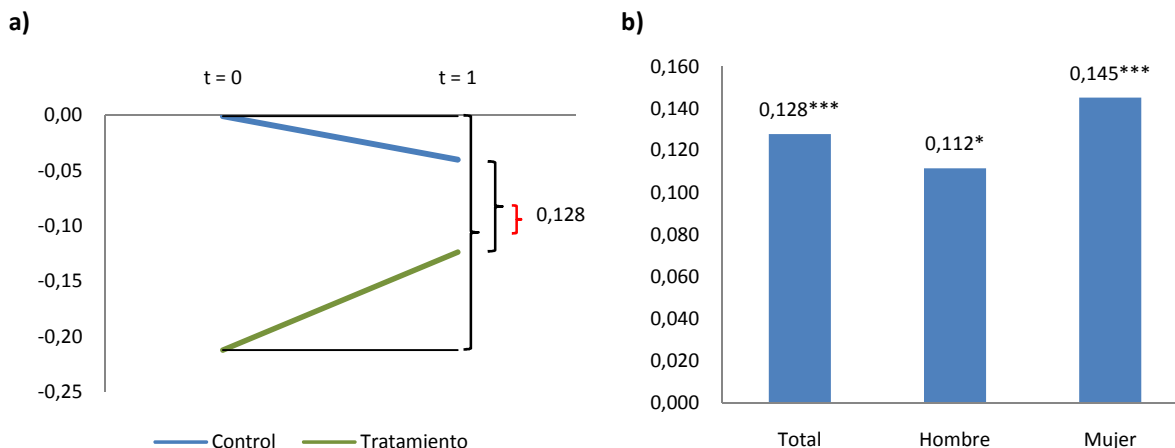 a)
t = 0
t = 1
0,00
-0,05
-0,10
-0,15
-0,20
-0,25
0,128
Control
Tratamiento
b)
0,160
0,140
0,120
0,100
0,080
0,060
0,040
0,020
0,000
0,128***
0,112*
0,145***
Total
Hombre
Mujer